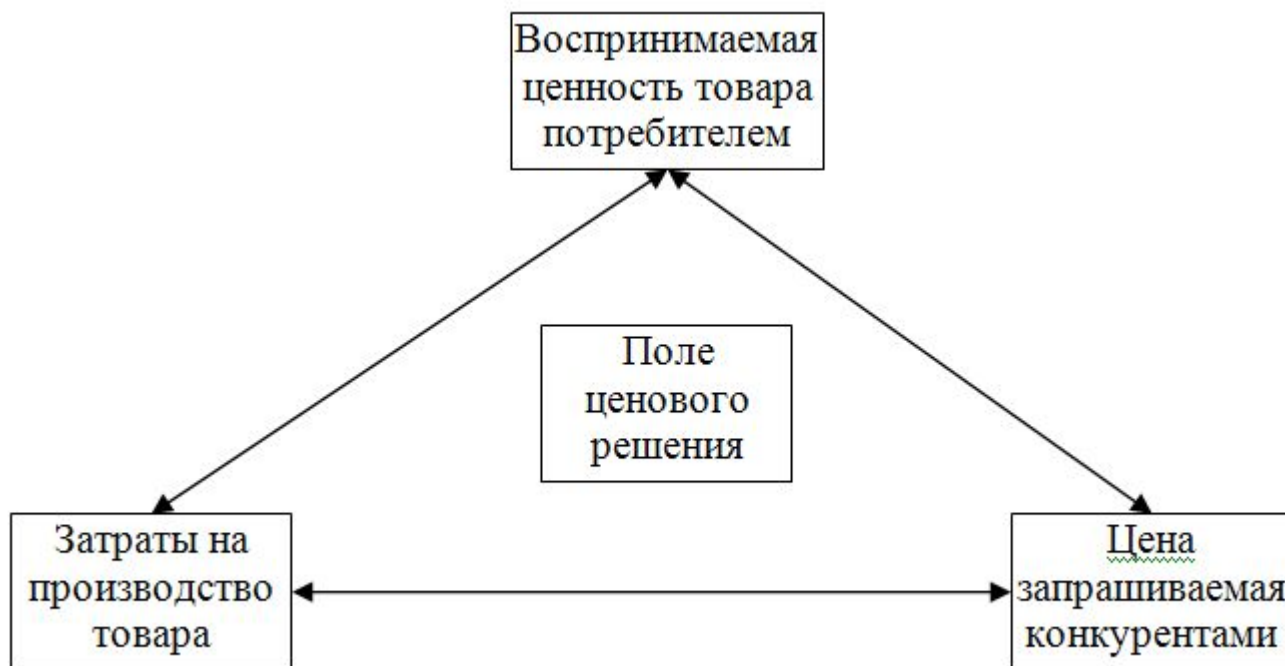 Воспринимаемая
ценность товара
потребителем
Поле
ценового
решения
Затраты на
производство
товара
Цена
запрашиваемая
конкурентами